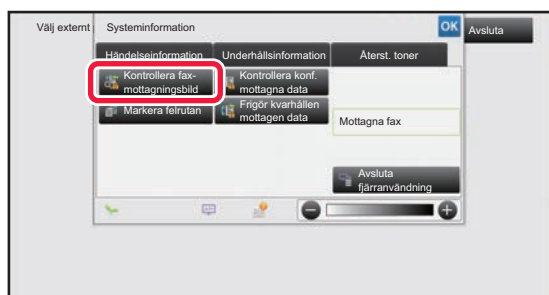 Välj externt
Systeminformation
OK
Avsluta
Händelseinformation
Underhållsinformation
Återst. toner
Kontrollera fax-
mottagningsbild
Kontrollera konf.
mottagna data
Markera felrutan
Frigör kvarhållen
mottagen data
Mottagna fax
Avsluta
fjärranvändning